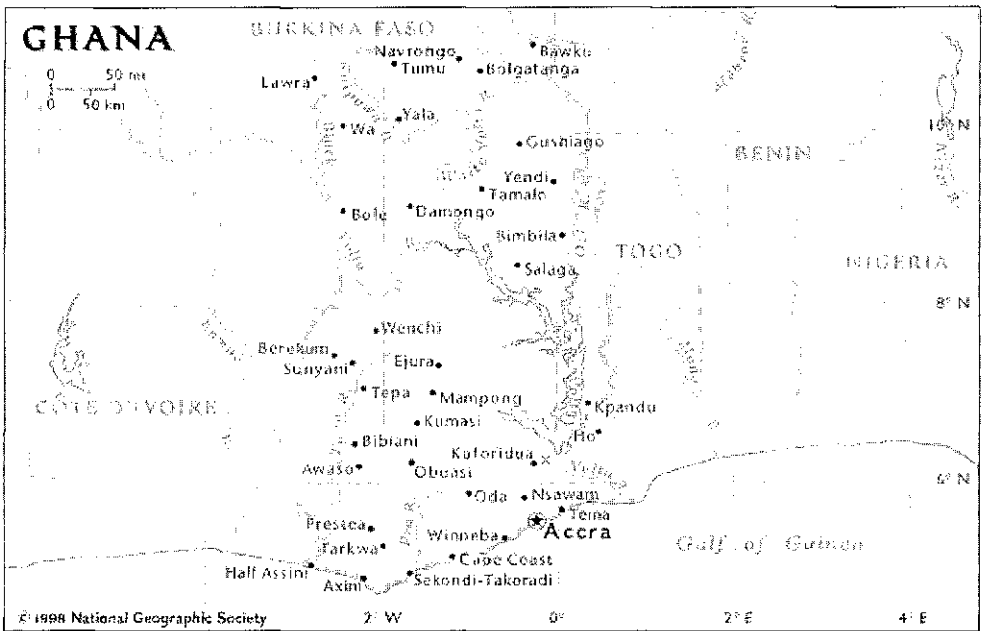 GHANA
BURKINA FASO
0 50 mi
0 50 km
Navrongo
Tumu
Bawku
Bolgatanga
Lawra
Wa
Yala
10° N
Gushiago
BENIN
Yendi
Tamale
Bole
Damongo
Bimbila
TOGO
NIGERIA
Salaga
8° N
Wenchi
Berekum
Sunyani
Ejura
Tepa
Mampong
CÔTE D'IVOIRE
Kpandu
Kumasi
Ho
Bibiani
Koforidua
Awaso
Obuasi
6° N
Oda
Nsawam
Tema
Prestea
Accra
Winneba
Tarkwa
Gulf of Guinea
Cape Coast
Half Assini
Axim
Sekondi-Takoradi
© 1998 National Geographic Society
2° W
0°
2° E
4° E